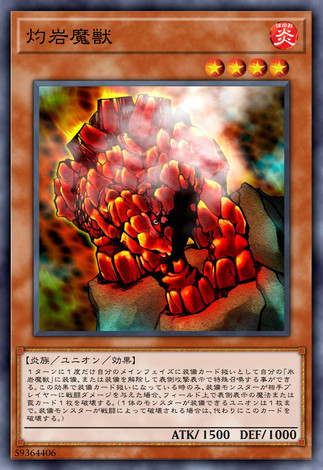 灼岩魔獣
ほのお
炎
【炎族／ユニオン／効果】
１ターンに１度だけ自分のメインフェイズに装備カード扱いとして自分の「氷
岩魔獣」に装備、または装備を解除して表側攻撃表示で特殊召喚する事ができ
る。この効果で装備カード扱いになっている時のみ、装備モンスターが相手プ
レイヤーに戦闘ダメージを与えた場合、フィールド上で表側表示の魔法または
罠カード１枚を破壊する。（１体のモンスターが装備できるユニオンは１枚ま
で。装備モンスターが戦闘によって破壊される場合は、代わりにこのカードを
破壊する。）
ATK/1500 DEF/1000
59364406